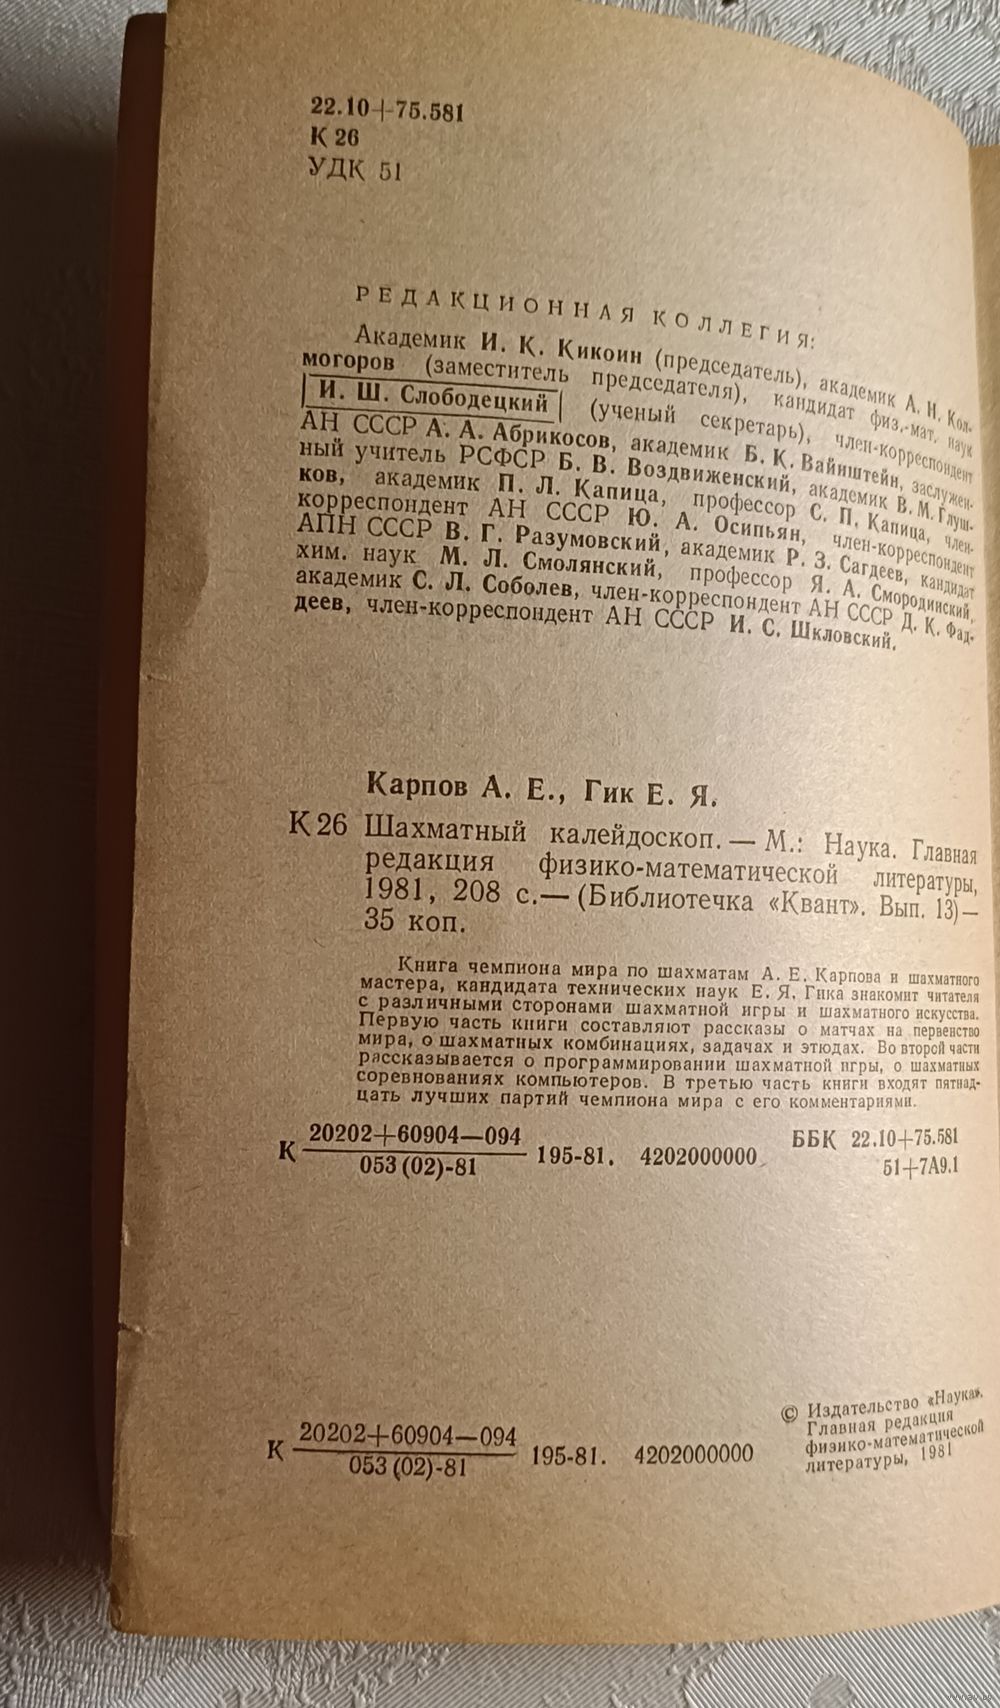 22.10+75.581
К 26
УДК 51
РЕДАКЦИОННАЯ КОЛЛЕГИЯ:
Академик И. К. Кикоин (председатель), академик А. Н. Кол-
могоров (заместитель председателя), кандидат физ.-мат. наук
И. Ш. Слободецкий (ученый секретарь), член-корреспондент
АН СССР А. А. Абрикосов, академик Б. К. Вайнштейн, заслужен-
ный учитель РСФСР Б. В. Воздвиженский, академик В. М. Глуш-
ков, академик П. Л. Капица, профессор С. П. Капица, член-
корреспондент АН СССР Ю. А. Осипьян, член-корреспондент
АПН СССР В. Г. Разумовский, академик Р. З. Сагдеев, кандидат
хим. наук М. Л. Смолянский, профессор Я. А. Смородинский,
академик С. Л. Соболев, член-корреспондент АН СССР Д. К. Фад-
деев, член-корреспондент АН СССР И. С. Шкловский.
Карпов А. Е., Гик Е. Я.
К 26 Шахматный калейдоскоп. — М.: Наука. Главная
редакция физико-математической литературы,
1981, 208 с.— (Библиотечка «Квант». Вып. 13)—
35 коп.
Книга чемпиона мира по шахматам А. Е. Карпова и шахматного
мастера, кандидата технических наук Е. Я. Гика знакомит читателя
с различными сторонами шахматной игры и шахматного искусства.
Первую часть книги составляют рассказы о матчах на первенство
мира, о шахматных комбинациях, задачах и этюдах. Во второй части
рассказывается о программировании шахматной игры, о шахматных
соревнованиях компьютеров. В третью часть книги входят пятнад-
цать лучших партий чемпиона мира с его комментариями.
К 20202+60904—094
053 (02)-81 195-81. 4202000000
ББК 22.10+75.581
51+7А9.1
К 20202+60904—094
053 (02)-81 195-81. 4202000000
© Издательство «Наука».
Главная редакция
физико-математической
литературы, 1981